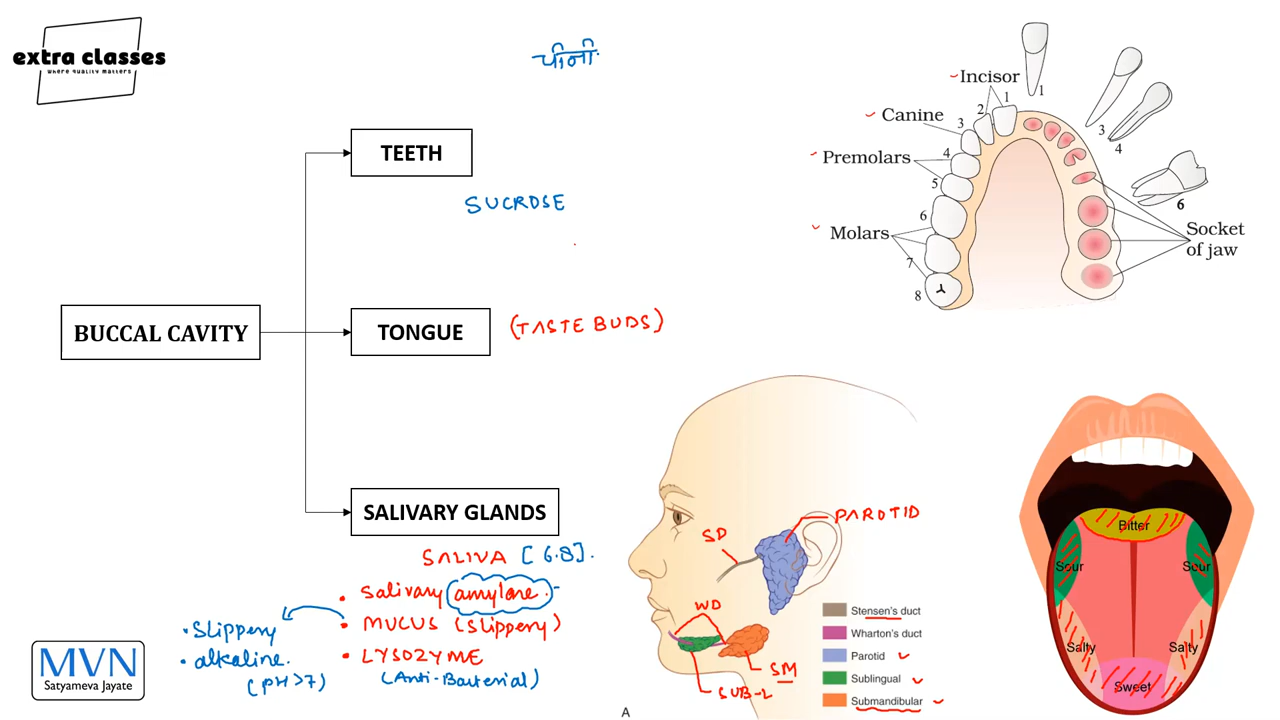 extra classes
where quality matters
चीनी
TEETH
SUCROSE
BUCCAL CAVITY
TONGUE
(TASTE BUDS)
SALIVARY GLANDS
SALIVA [6.8].
• Salivary amylase.
• MUCUS (Slippery)
• LYSOZYME
(Anti-Bacterial)
• Slippery
• alkaline.
(pH>7)
MVN
Satyameva Jayate
Incisor
Canine
Premolars
Molars
1
2
3
4
5
6
7
8
1
3
4
6
Socket
of jaw
PAROTID
SD
WD
SM
SUB-L
Stensen's duct
Wharton's duct
Parotid
Sublingual
Submandibular
A
Bitter
Sour
Sour
Salty
Salty
Sweet